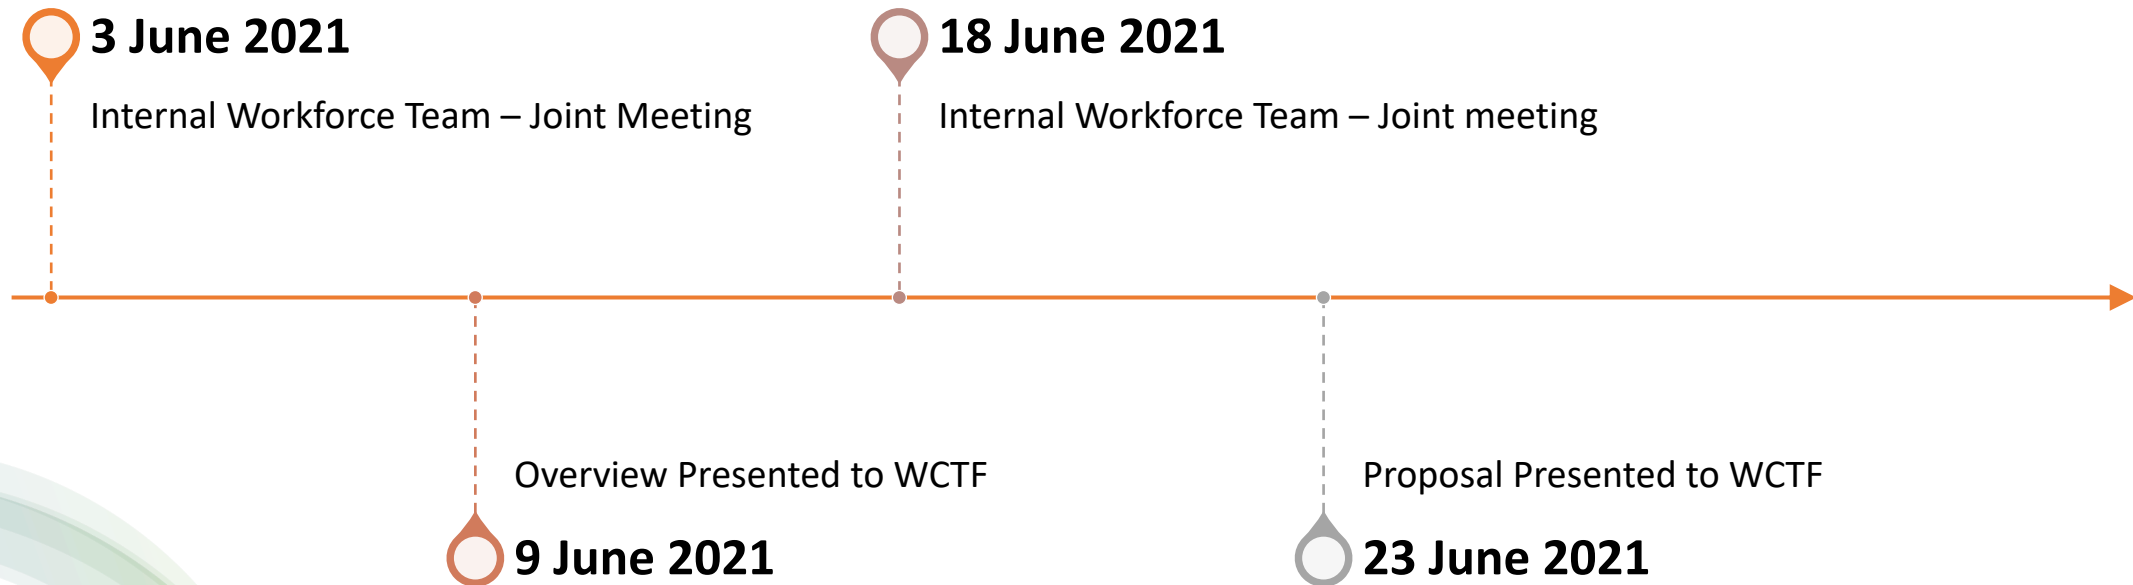 3 June 2021
Internal Workforce Team – Joint Meeting
18 June 2021
Internal Workforce Team – Joint meeting
Overview Presented to WCTF
9 June 2021
Proposal Presented to WCTF
23 June 2021